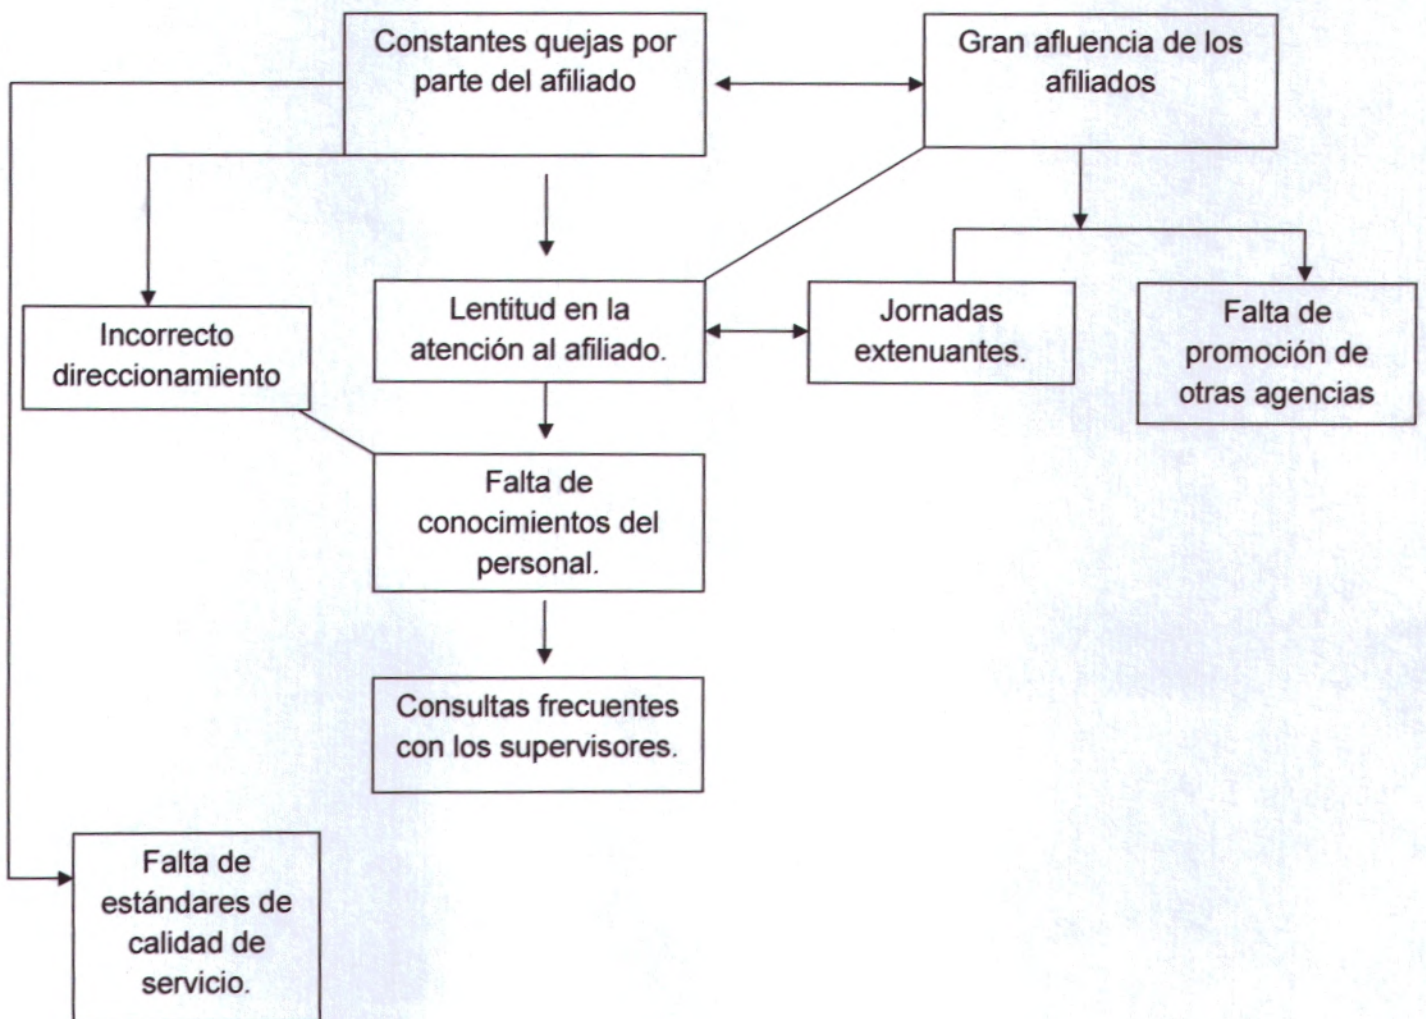 Constantes quejas por
parte del afiliado
Gran afluencia de los
afiliados
Incorrecto
direccionamiento
Lentitud en la
atención al afiliado.
Jornadas
extenuantes.
Falta de
promoción de
otras agencias
Falta de
conocimientos del
personal.
Consultas frecuentes
con los supervisores.
Falta de
estándares de
calidad de
servicio.